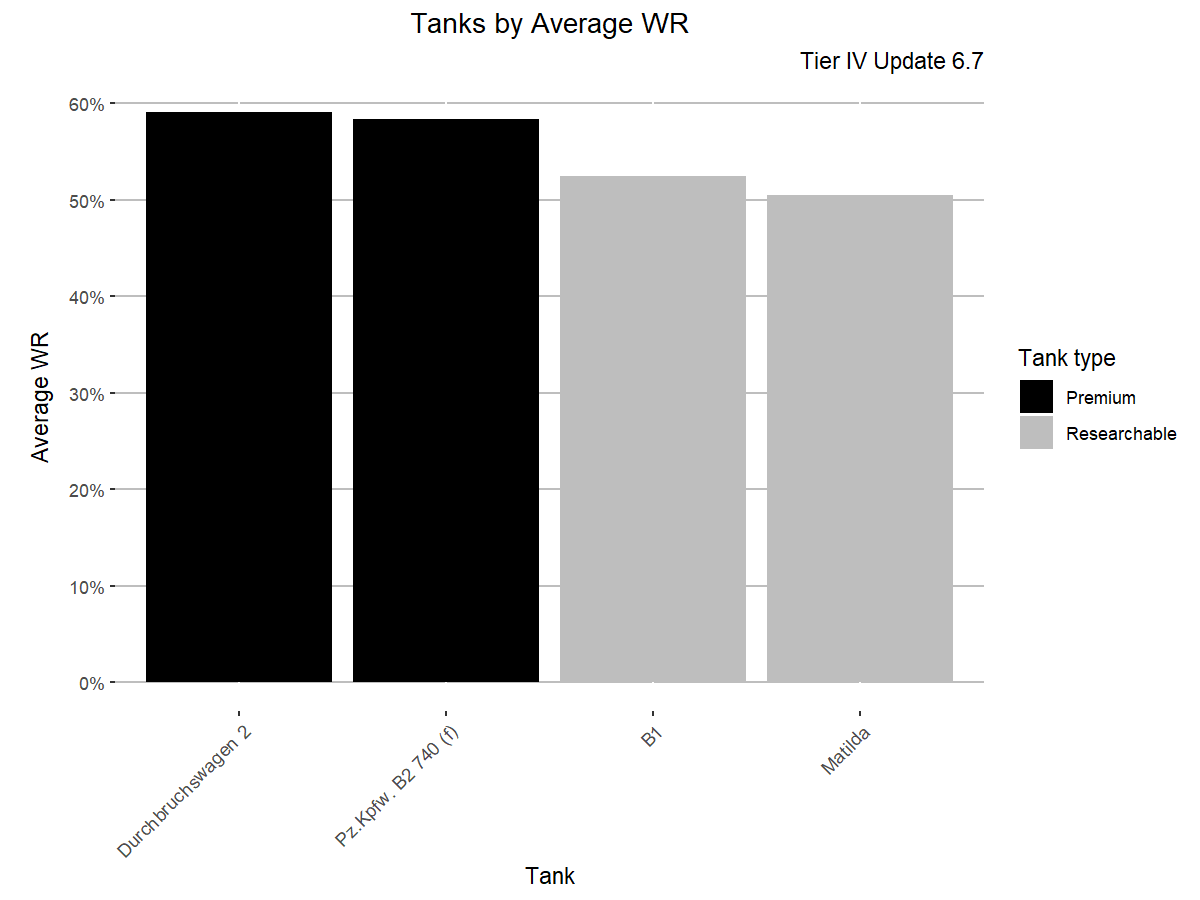 Tanks by Average WR
Tier IV Update 6.7
Average WR
60%
50%
40%
30%
20%
10%
0%
Durchbruchswagen 2
Pz.Kpfw. B2 740 (f)
B1
Matilda
Tank
Tank type
Premium
Researchable